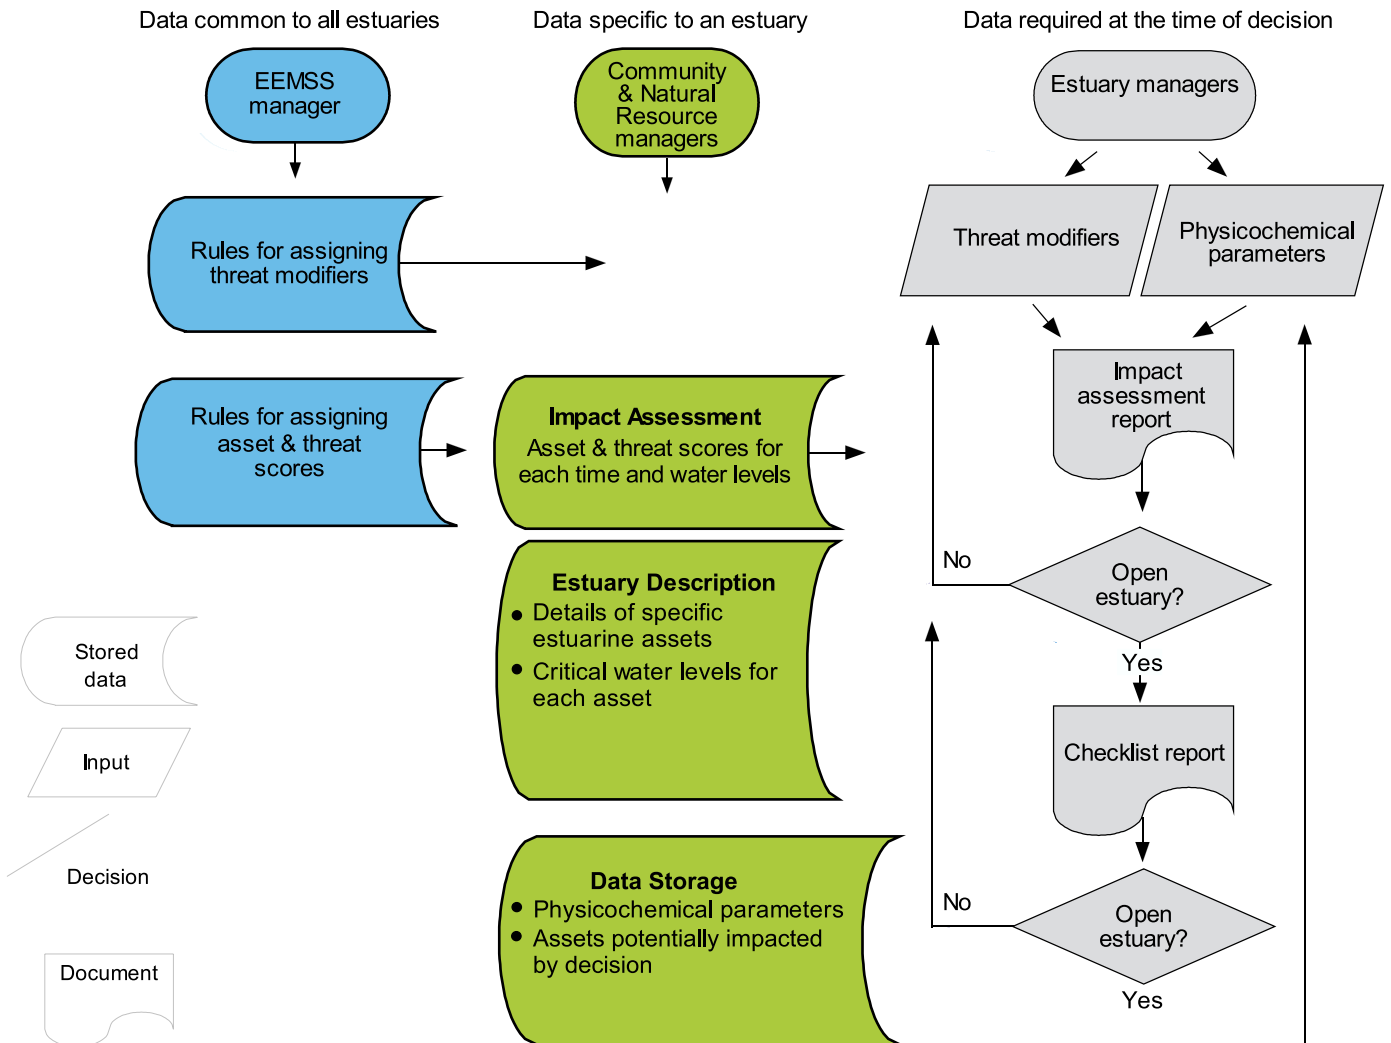 Data common to all estuaries
Data specific to an estuary
Data required at the time of decision
EEMSS
manager
Community
& Natural
Resource
managers
Estuary managers
Rules for assigning
threat modifiers
Threat modifiers
Physicochemical
parameters
Rules for assigning
asset & threat
scores
Impact Assessment
Asset & threat scores for
each time and water levels
Impact
assessment
report
Estuary Description
• Details of specific
estuarine assets
• Critical water levels for
each asset
No
Open
estuary?
Yes
Stored
data
Input
Decision
Document
Checklist report
Data Storage
• Physicochemical parameters
• Assets potentially impacted
by decision
No
Open
estuary?
Yes